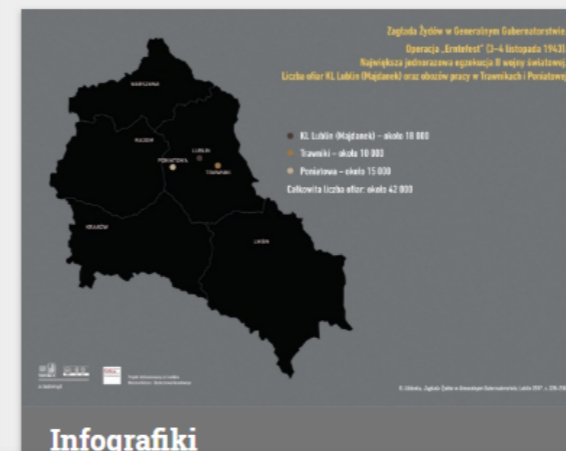 Zagłada Żydów w Generalnym Gubernatorstwie
Operacja „Erntefest” (3-4 listopada 1943)
Największa jednorazowa egzekucja II wojny światowej
Liczba ofiar KL Lublin (Majdanek) oraz obozów pracy w Trawnikach i Poniatowej
KL Lublin (Majdanek) – około 18 000
Trawniki – około 10 000
Poniatowa – około 15 000
Całkowita liczba ofiar: około 42 000
WARSZAWA
RADOM
LUBLIN
PONIATOWA
TRAWNIKI
KRAKÓW
LWÓW
Infografiki